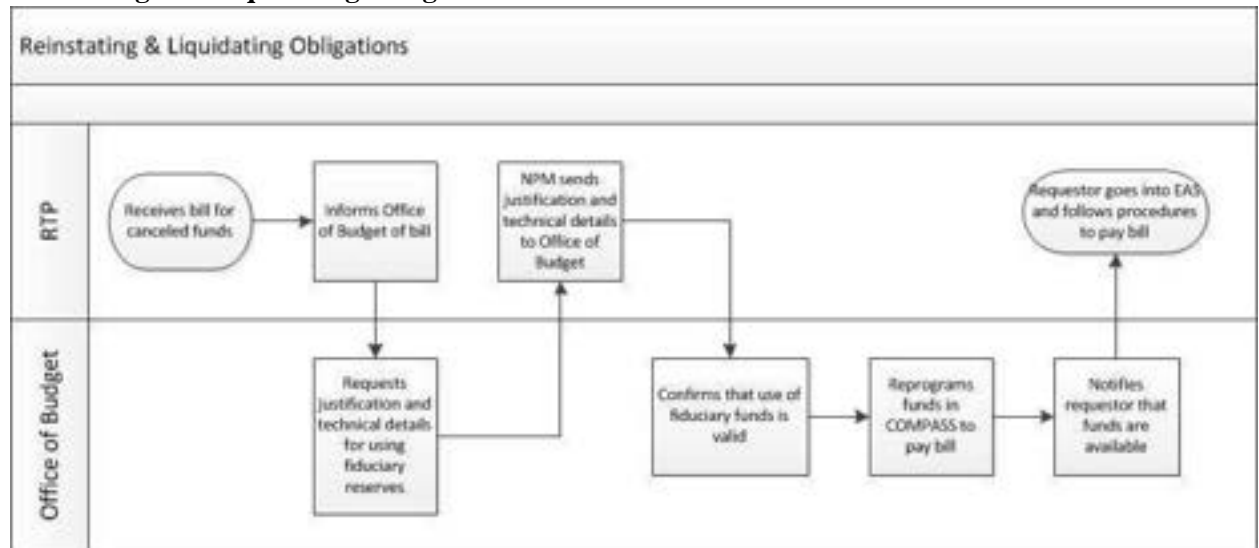 Reinstating & Liquidating Obligations
RTP
Receives bill for
canceled funds
Informs Office
of Budget of bill
NPM sends
justification and
technical details
to Office of
Budget
Requestor goes into EAS
and follows procedures
to pay bill
Office of Budget
Requests
justification and
technical details
for using
fiduciary
reserves
Confirms that use of
fiduciary funds is
valid
Reprograms
funds in
COMPASS to
pay bill
Notifies
requestor that
funds are
available